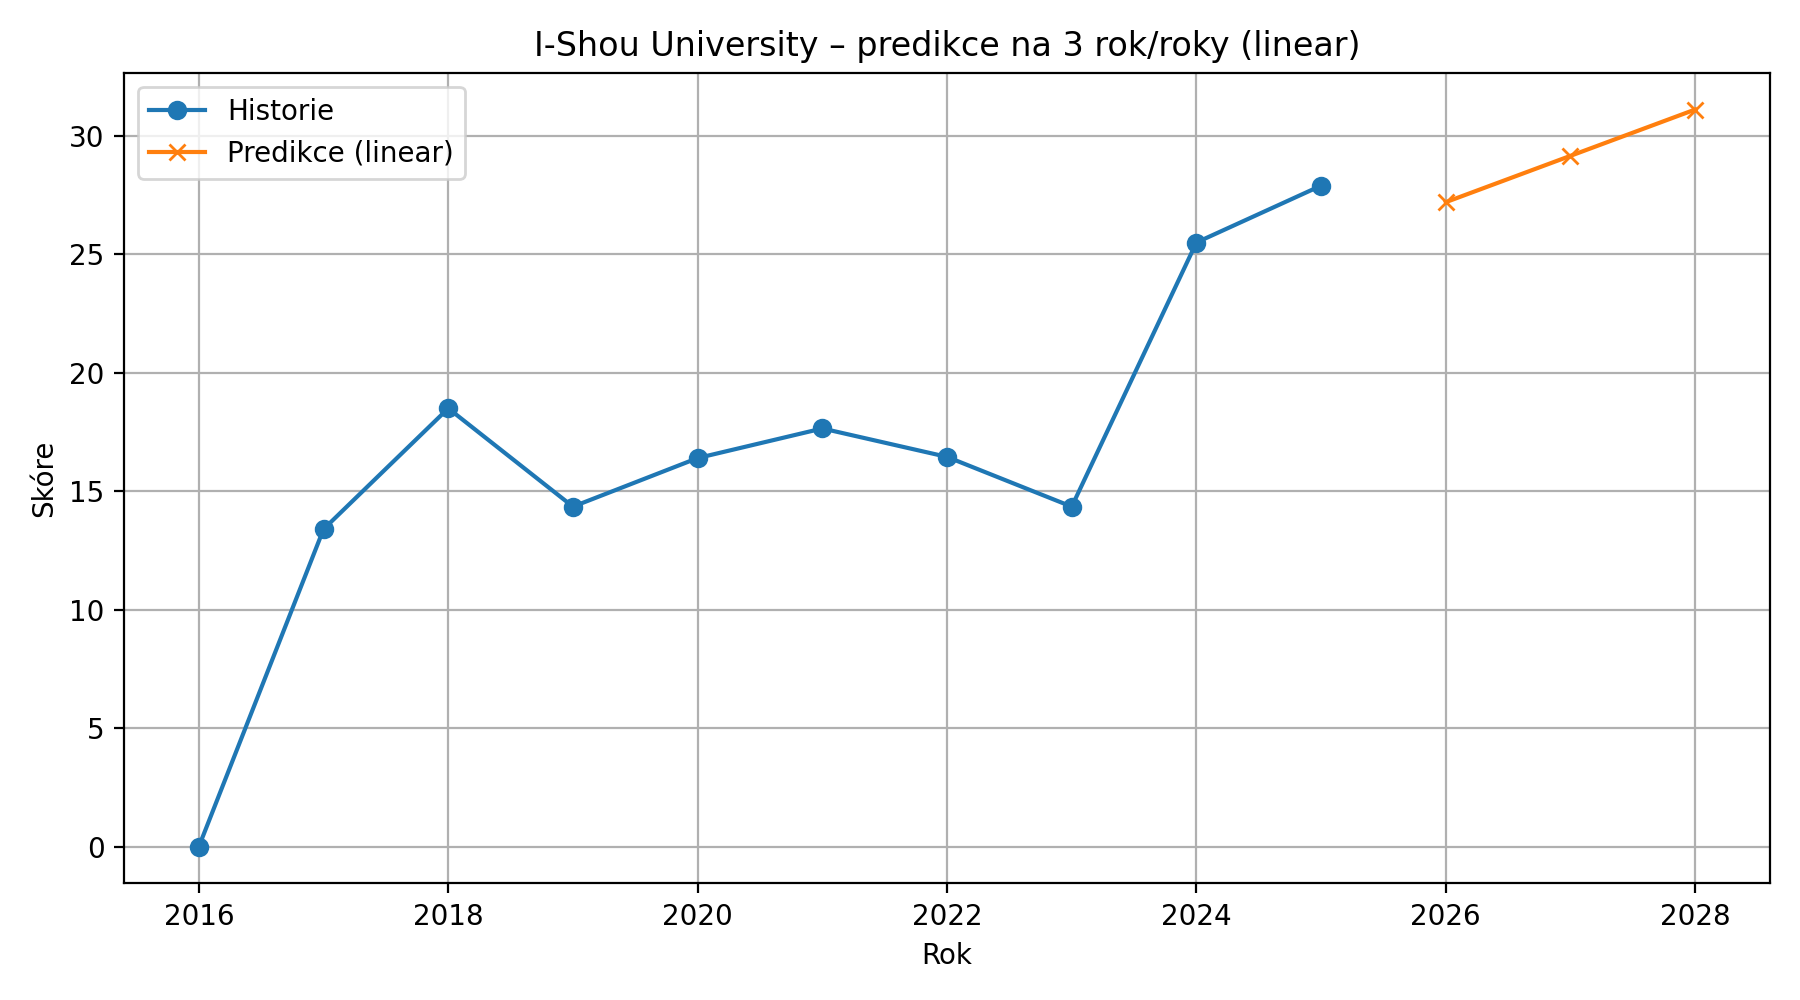 I-Shou University – predikce na 3 rok/roky (linear)
Historie
Predikce (linear)
Skóre
30
25
20
15
10
5
0
2016 2018 2020 2022 2024 2026 2028
Rok